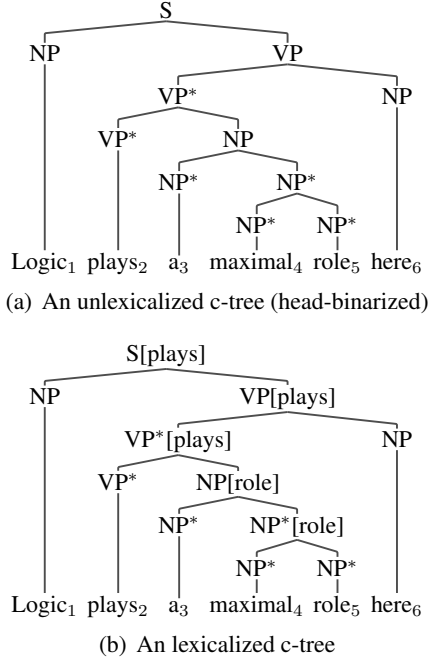 S
NP VP
VP* NP
VP* NP
NP* NP*
NP* NP*
Logic₁ plays₂ a₃ maximal₄ role₅ here₆
(a) An unlexicalized c-tree (head-binarized)
S[plays]
NP VP[plays]
VP*[plays] NP
VP* NP[role]
NP* NP*[role]
NP* NP*
Logic₁ plays₂ a₃ maximal₄ role₅ here₆
(b) An lexicalized c-tree